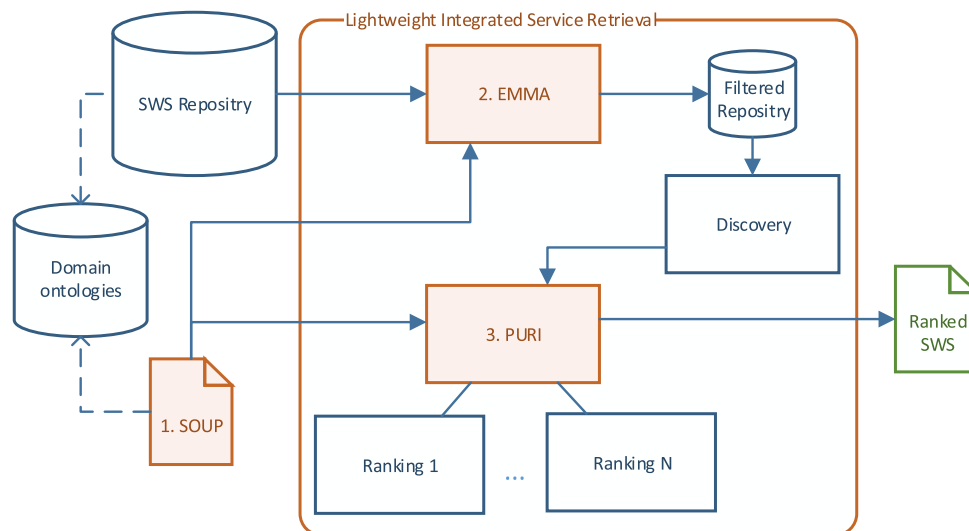 Lightweight Integrated Service Retrieval
SWS Repositry
2. EMMA
Filtered
Repositry
Discovery
Domain
ontologies
3. PURI
Ranked
SWS
1. SOUP
Ranking 1
...
Ranking N